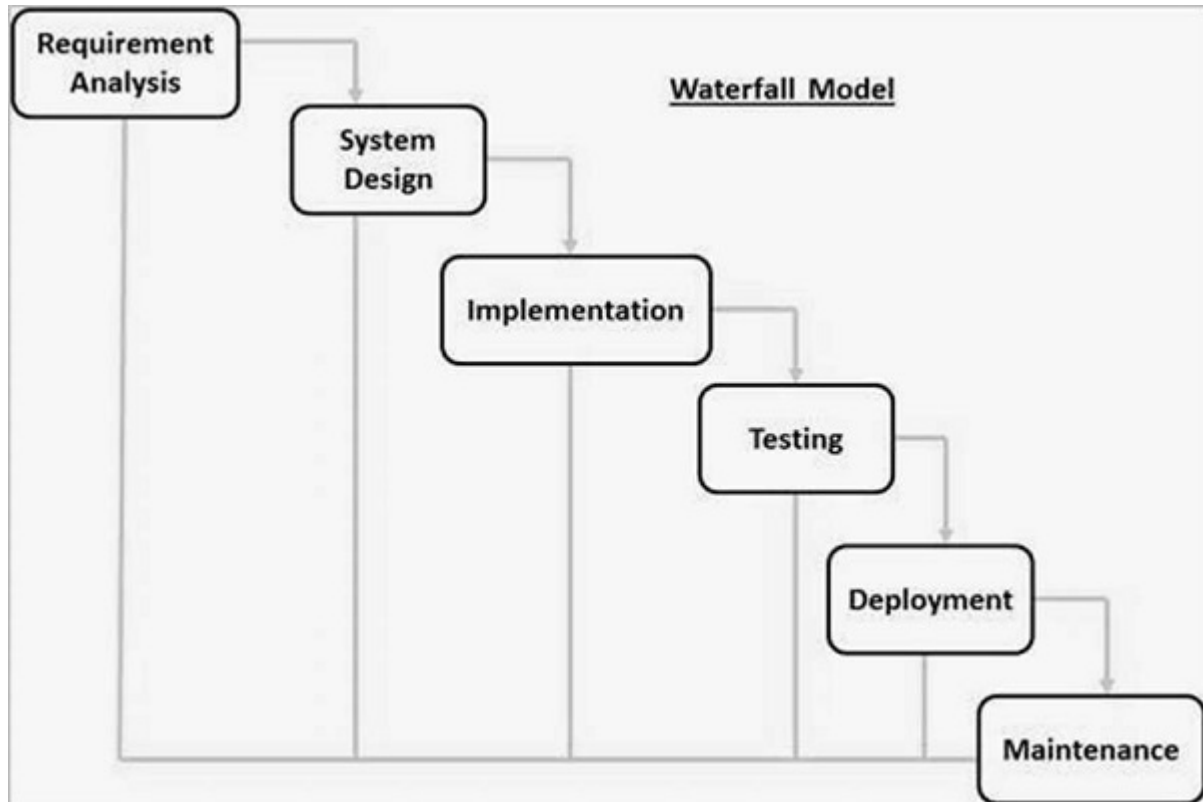 Requirement
Analysis
Waterfall Model
System
Design
Implementation
Testing
Deployment
Maintenance